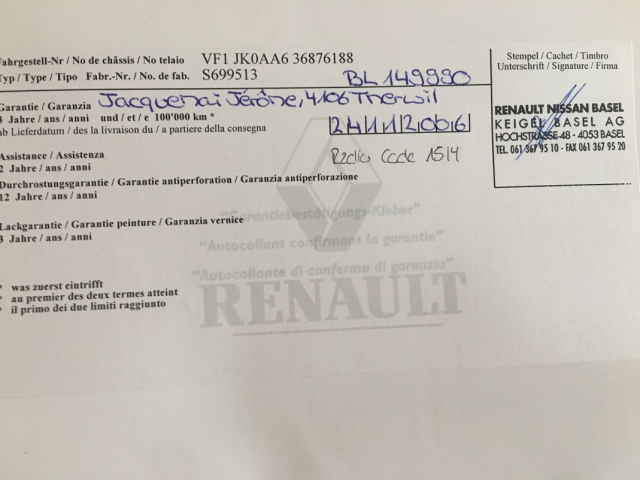 Fahrgestell-Nr / No de châssis / No telaio VF1 JK0AA6 36876188
Typ / Type / Tipo Fabr.-Nr. / No. de fab. S699513
BL 149990
Garantie / Garanzia Jérôme, 4106 Therwil
3 Jahre / ans / anni und / et / e 100'000 km *
ab Lieferdatum / des la livraison du / a partiere della consegna
24 11 2006
Assistance / Assistenza
2 Jahre / ans / anni
Radio Code 1514
Durchrostungsgarantie / Garantie antiperforation / Garanzia antiperforazione
12 Jahre / ans / anni
Lackgarantie / Garantie peinture / Garanzia vernice
3 Jahre / ans / anni
"Garantiebestätigungs-Kleber"
"Autocollant confirmant la garantie"
"Autocollante di conferma di garanzia"
RENAULT
* was zuerst eintrifft
* au premier des deux termes atteint
* il primo dei due limiti raggiunto
Stempel / Cachet / Timbro
Unterschrift / Signature / Firma
RENAULT NISSAN BASEL
KEIGEL BASEL AG
HOCHSTRASSE 48 - 4053 BASEL
TEL. 061 367 95 10 - FAX 061 367 95 20